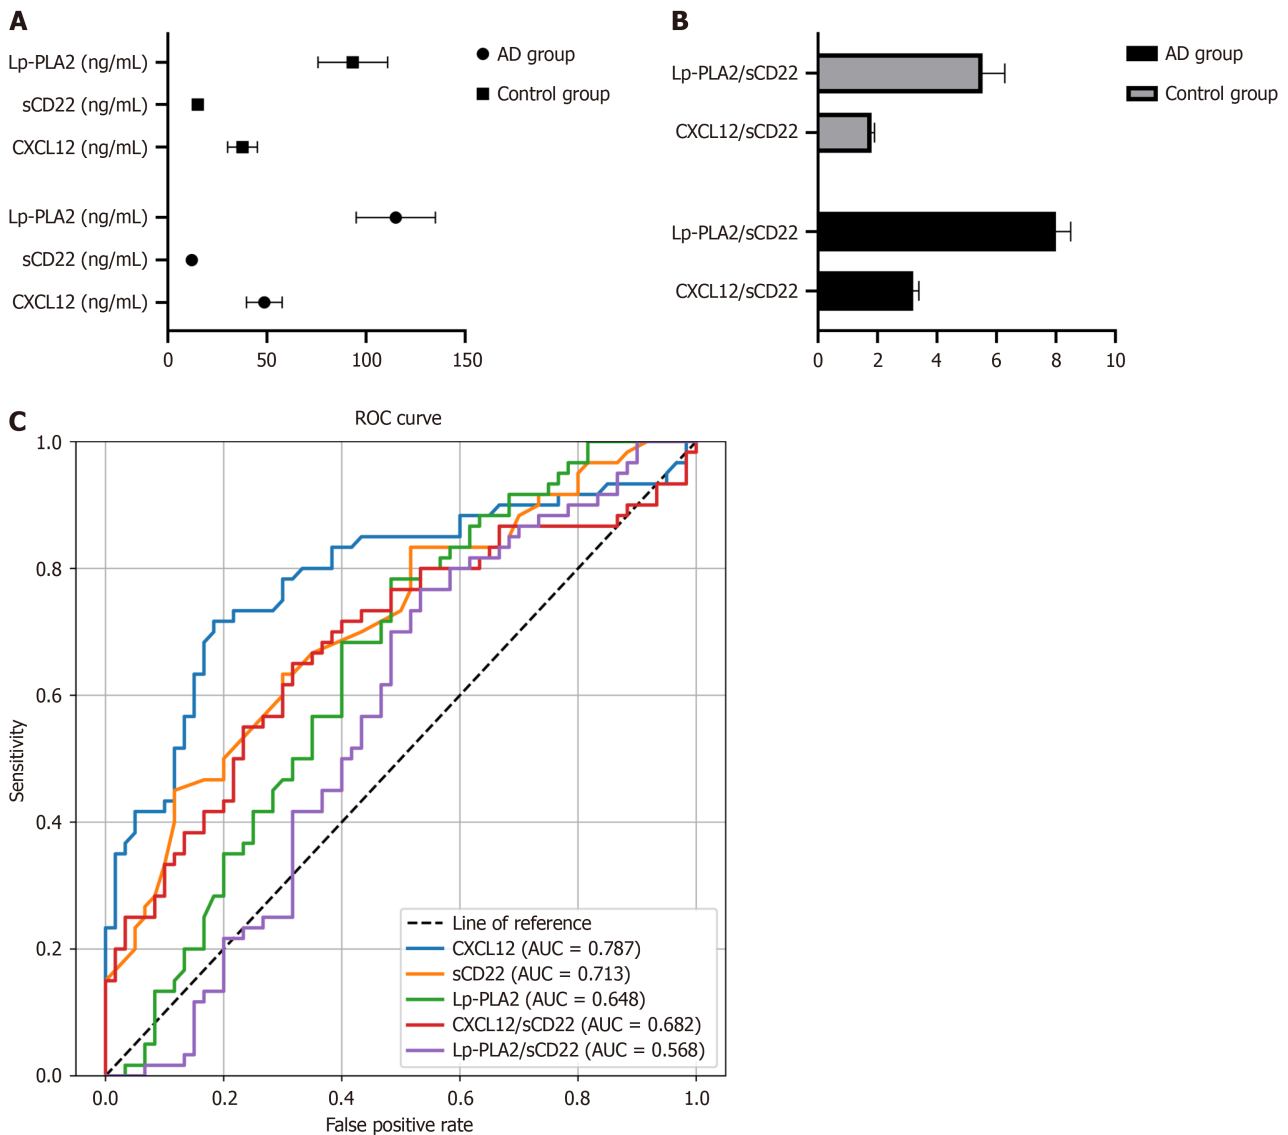 A
Lp-PLA2 (ng/mL)
sCD22 (ng/mL)
CXCL12 (ng/mL)
Lp-PLA2 (ng/mL)
sCD22 (ng/mL)
CXCL12 (ng/mL)
0 50 100 150
AD group
Control group
B
Lp-PLA2/sCD22
CXCL12/sCD22
Lp-PLA2/sCD22
CXCL12/sCD22
0 2 4 6 8 10
AD group
Control group
C
ROC curve
1.0
0.8
0.6
0.4
0.2
0.0
Sensitivity
0.0 0.2 0.4 0.6 0.8 1.0
False positive rate
Line of reference
CXCL12 (AUC = 0.787)
sCD22 (AUC = 0.713)
Lp-PLA2 (AUC = 0.648)
CXCL12/sCD22 (AUC = 0.682)
Lp-PLA2/sCD22 (AUC = 0.568)